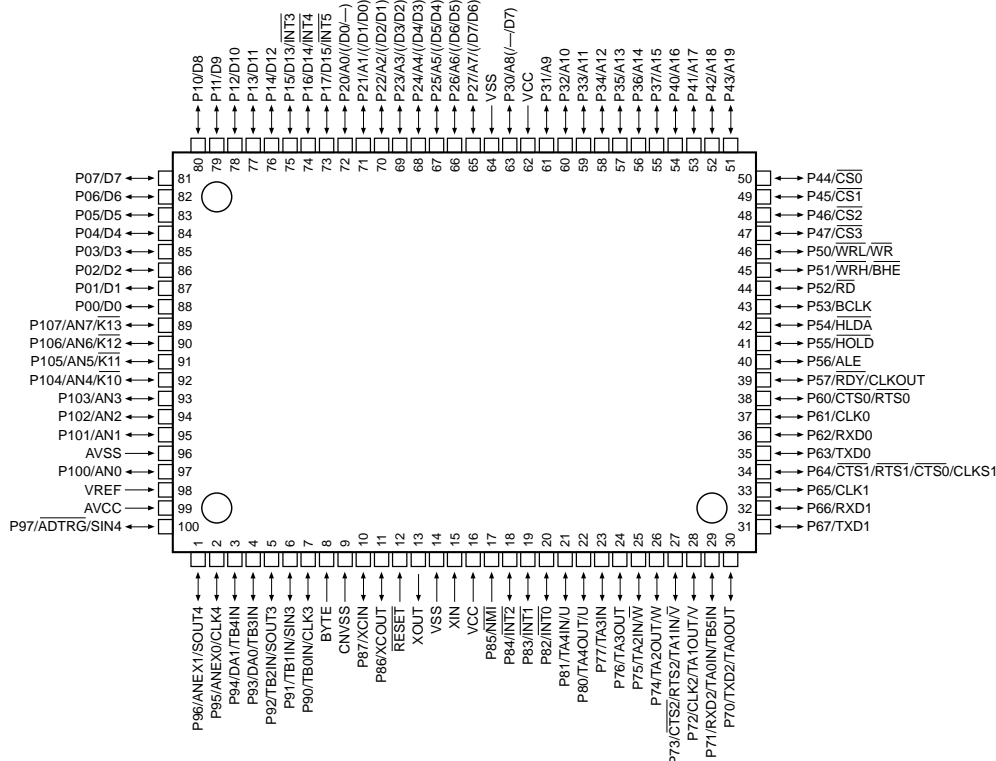 P10/D8
P11/D9
P12/D10
P13/D11
P14/D12
P15/D13/INT3
P16/D14/INT4
P17/D15/INT5
P20/A0/(/D0/—)
P21/A1/(/D1/D0)
P22/A2/(/D2/D1)
P23/A3/(/D3/D2)
P24/A4/(/D4/D3)
P25/A5/(/D5/D4)
P26/A6/(/D6/D5)
P27/A7/(/D7/D6)
VSS
P30/A8(/—/D7)
VCC
P31/A9
P32/A10
P33/A11
P34/A12
P35/A13
P36/A14
P37/A15
P40/A16
P41/A17
P42/A18
P43/A19
80 79 78 77 76 75 74 73 72 71 70 69 68 67 66 65 64 63 62 61 60 59 58 57 56 55 54 53 52 51
P07/D7 81
P06/D6 82
P05/D5 83
P04/D4 84
P03/D3 85
P02/D2 86
P01/D1 87
P00/D0 88
P107/AN7/K13 89
P106/AN6/K12 90
P105/AN5/K11 91
P104/AN4/K10 92
P103/AN3 93
P102/AN2 94
P101/AN1 95
AVSS 96
P100/AN0 97
VREF 98
AVCC 99
P97/ADTRG/SIN4 100
50 P44/CS0
49 P45/CS1
48 P46/CS2
47 P47/CS3
46 P50/WRL/WR
45 P51/WRH/BHE
44 P52/RD
43 P53/BCLK
42 P54/HLDA
41 P55/HOLD
40 P56/ALE
39 P57/RDY/CLKOUT
38 P60/CTS0/RTS0
37 P61/CLK0
36 P62/RXD0
35 P63/TXD0
34 P64/CTS1/RTS1/CTS0/CLKS1
33 P65/CLK1
32 P66/RXD1
31 P67/TXD1
1 2 3 4 5 6 7 8 9 10 11 12 13 14 15 16 17 18 19 20 21 22 23 24 25 26 27 28 29 30
P96/ANEX1/SOUT4
P95/ANEX0/CLK4
P94/DA1/TB4IN
P93/DA0/TB3IN
P92/TB2IN/SOUT3
P91/TB1IN/SIN3
P90/TB0IN/CLK3
BYTE
CNVSS
P87/XCIN
P86/XCOUT
RESET
XOUT
VSS
XIN
VCC
P85/NMI
P84/INT2
P83/INT1
P82/INT0
P81/TA4IN/U
P80/TA4OUT/U
P77/TA3IN
P76/TA3OUT
P75/TA2IN/W
P74/TA2OUT/W
P73/CTS2/RTS2/TA1IN/V
P72/CLK2/TA1OUT/V
P71/RXD2/TA0IN/TB5IN
P70/TXD2/TA0OUT